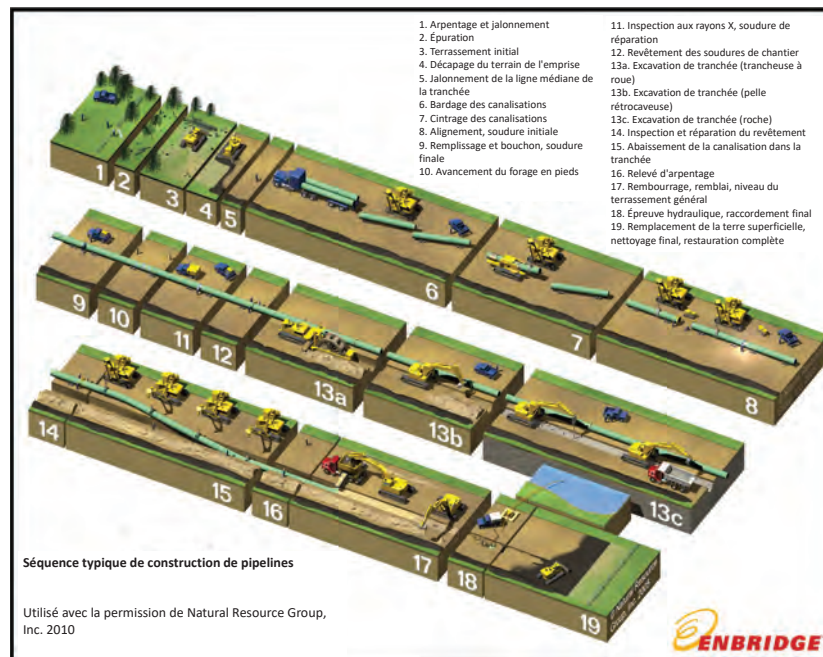 1. Arpentage et jalonnement
2. Épuration
3. Terrassement initial
4. Décapage du terrain de l'emprise
5. Jalonnement de la ligne médiane de
la tranchée
6. Bardage des canalisations
7. Cintrage des canalisations
8. Alignement, soudure initiale
9. Remplissage et bouchon, soudure
finale
10. Avancement du forage en pieds
11. Inspection aux rayons X, soudure de
réparation
12. Revêtement des soudures de chantier
13a. Excavation de tranchée (trancheuse à
roue)
13b. Excavation de tranchée (pelle
rétrocaveuse)
13c. Excavation de tranchée (roche)
14. Inspection et réparation du revêtement
15. Abaissement de la canalisation dans la
tranchée
16. Relevé d'arpentage
17. Rembourrage, remblai, niveau du
terrassement général
18. Épreuve hydraulique, raccordement final
19. Remplacement de la terre superficielle,
nettoyage final, restauration complète
1
2
3
4
5
6
7
8
9
10
11
12
13a
13b
13c
14
15
16
17
18
19
Séquence typique de construction de pipelines
Utilisé avec la permission de Natural Resource Group,
Inc. 2010
ENBRIDGE